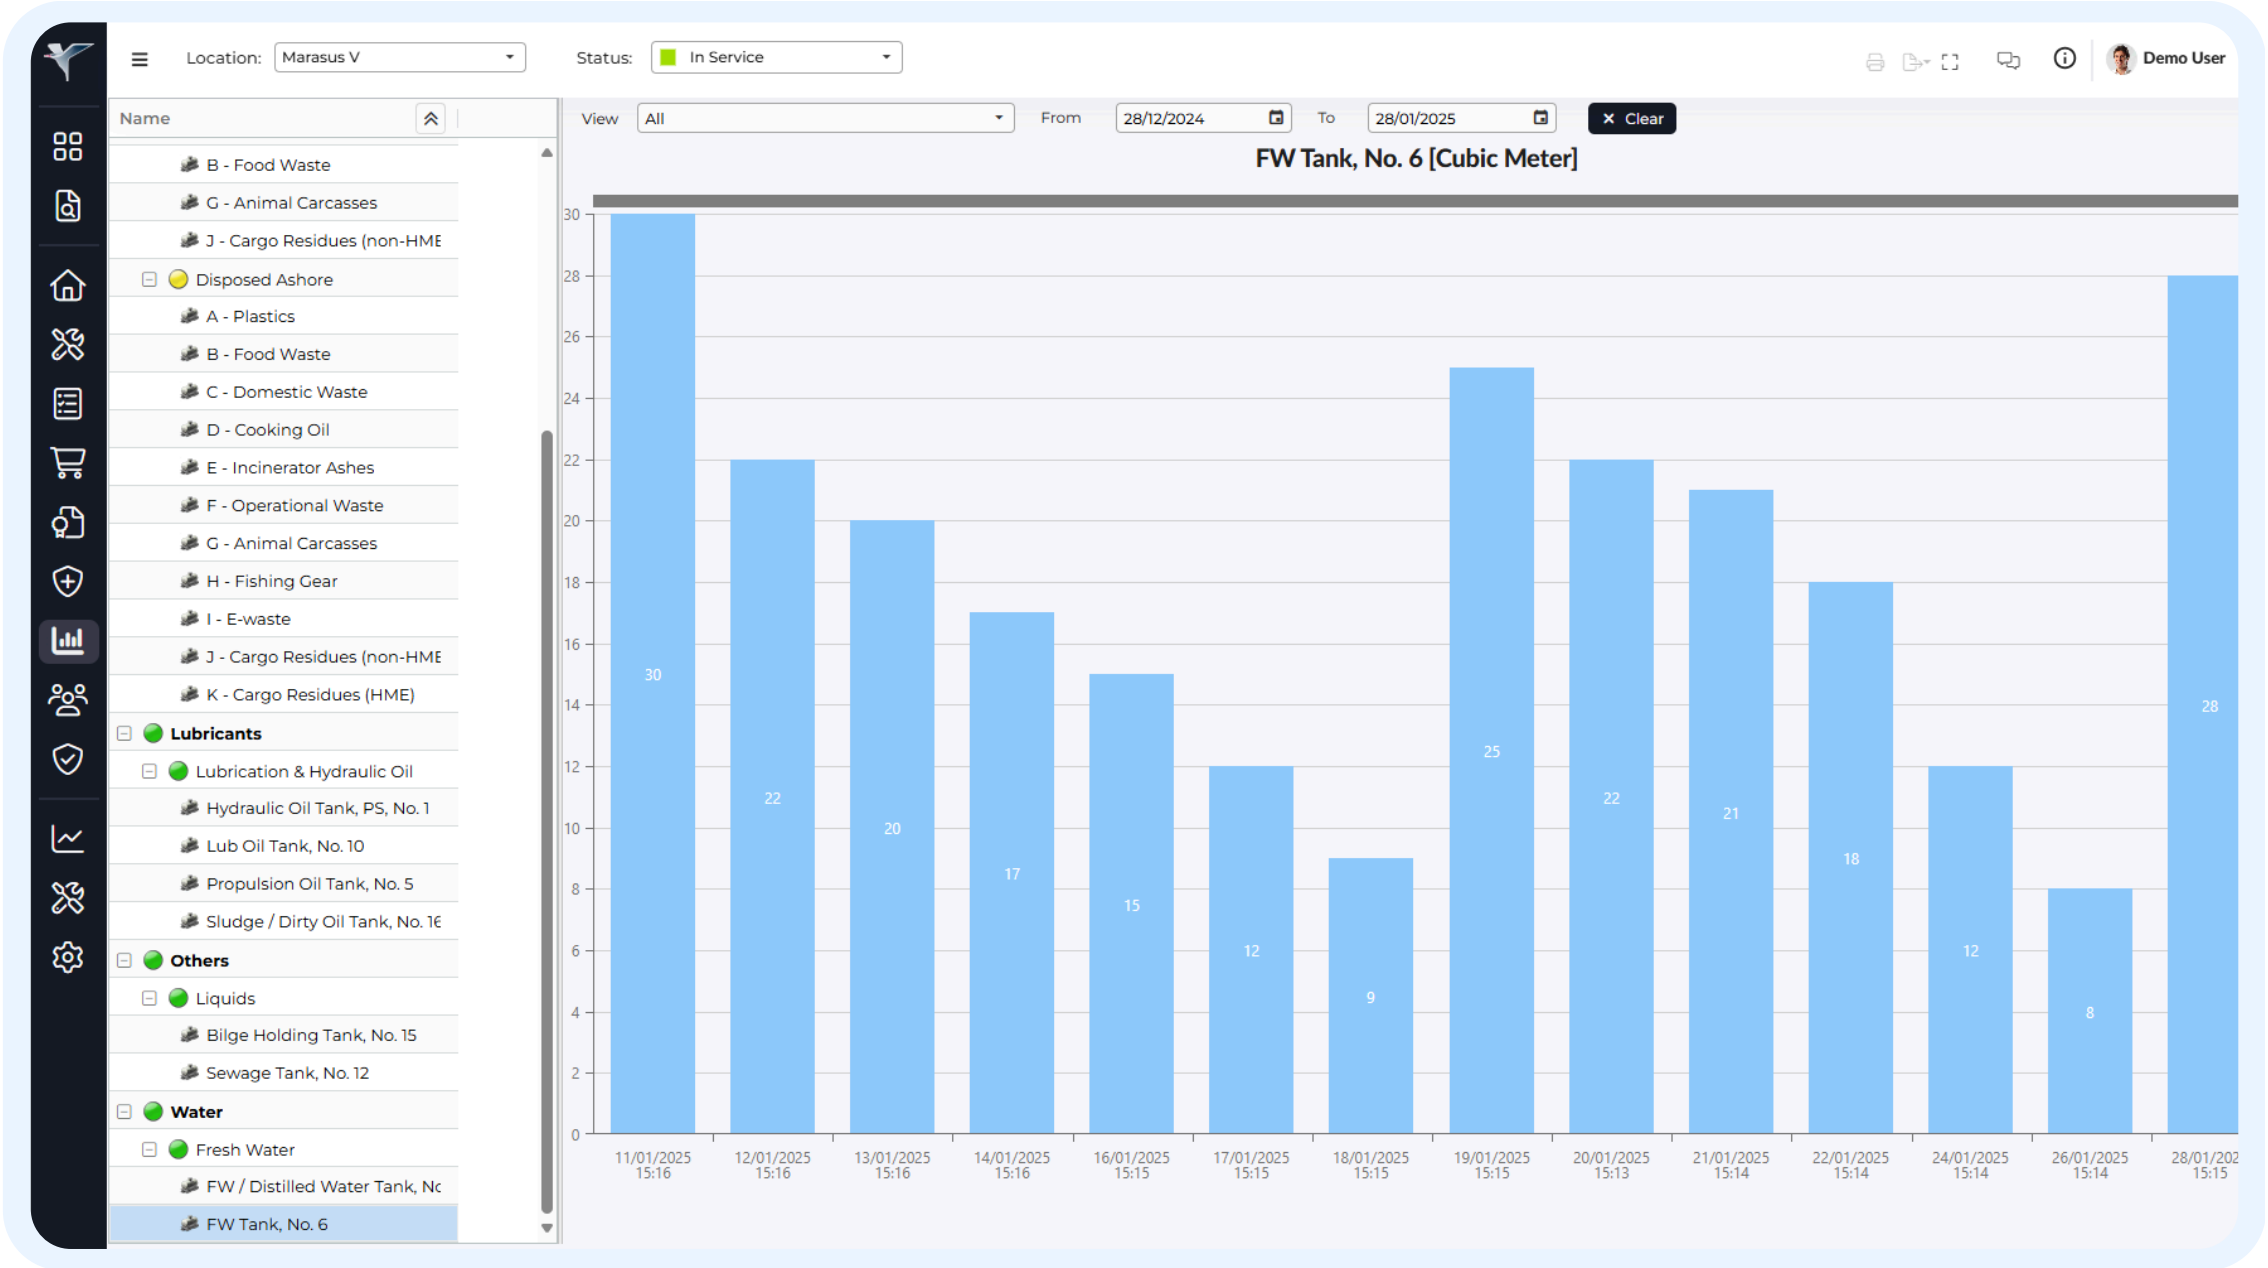 Location:
Marasus V
Status:
In Service
Demo User
Name
B - Food Waste
G - Animal Carcasses
J - Cargo Residues (non-HME
Disposed Ashore
A - Plastics
B - Food Waste
C - Domestic Waste
D - Cooking Oil
E - Incinerator Ashes
F - Operational Waste
G - Animal Carcasses
H - Fishing Gear
I - E-waste
J - Cargo Residues (non-HME
K - Cargo Residues (HME)
Lubricants
Lubrication & Hydraulic Oil
Hydraulic Oil Tank, PS, No. 1
Lub Oil Tank, No. 10
Propulsion Oil Tank, No. 5
Sludge / Dirty Oil Tank, No. 16
Others
Liquids
Bilge Holding Tank, No. 15
Sewage Tank, No. 12
Water
Fresh Water
FW / Distilled Water Tank, No
FW Tank, No. 6
View
All
From
28/12/2024
To
28/01/2025
Clear
FW Tank, No. 6 [Cubic Meter]
30
28
26
24
22
20
18
16
14
12
10
8
6
4
2
0
30
22
20
17
15
12
9
25
22
21
18
12
8
28
11/01/2025
15:16
12/01/2025
15:16
13/01/2025
15:16
14/01/2025
15:16
16/01/2025
15:15
17/01/2025
15:15
18/01/2025
15:15
19/01/2025
15:15
20/01/2025
15:13
21/01/2025
15:14
22/01/2025
15:14
24/01/2025
15:14
26/01/2025
15:14
28/01/202
15:15